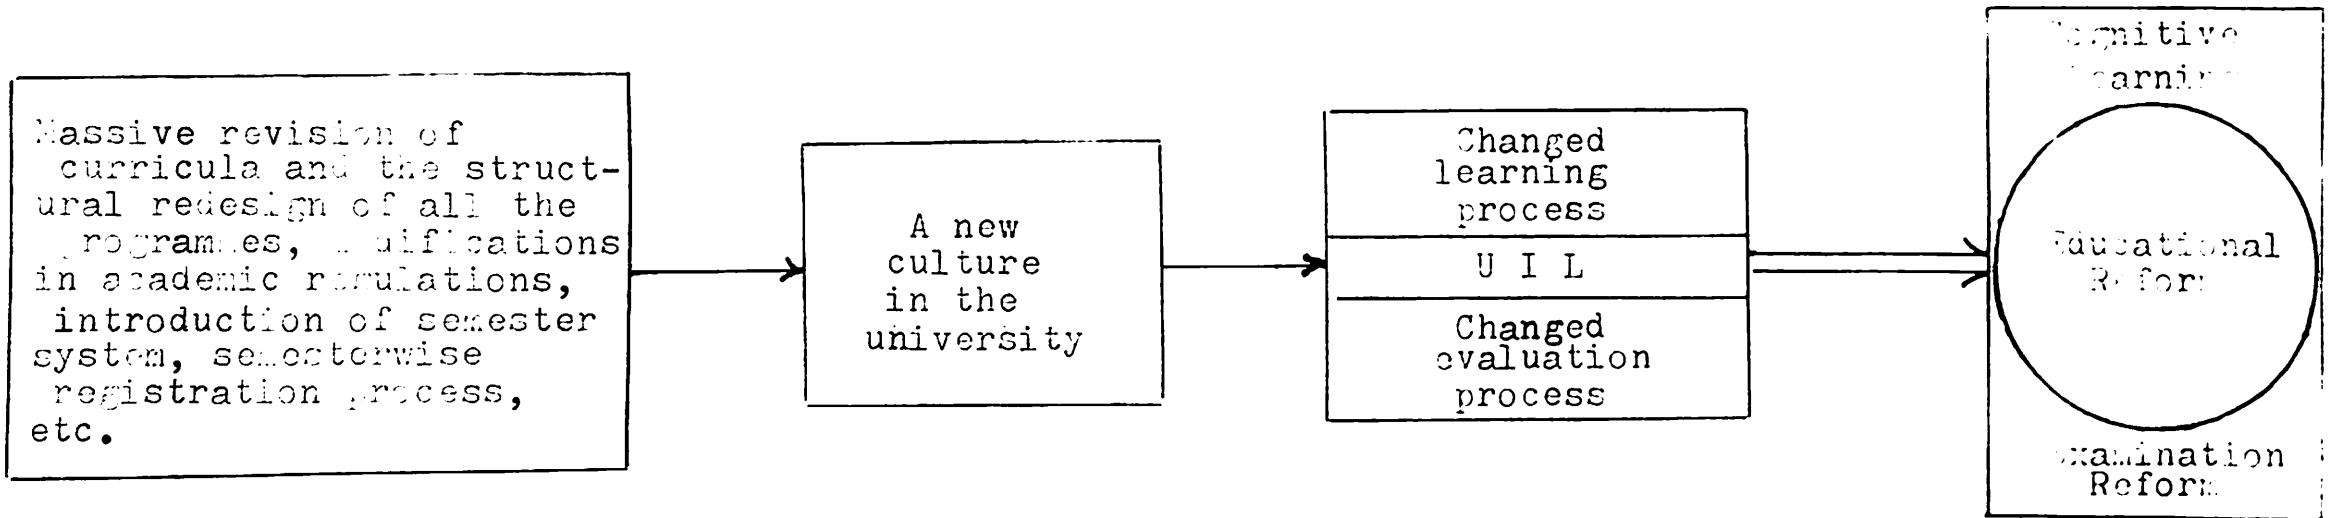 Massive revision of
curricula and the struct-
ural redesign of all the
programmes, modifications
in academic regulations,
introduction of semester
system, semesterwise
registration process,
etc.
A new
culture
in the
university
Changed
learning
process
U I L
Changed
evaluation
process
Cognitive
Learning
Educational
Reform
Examination
Reform